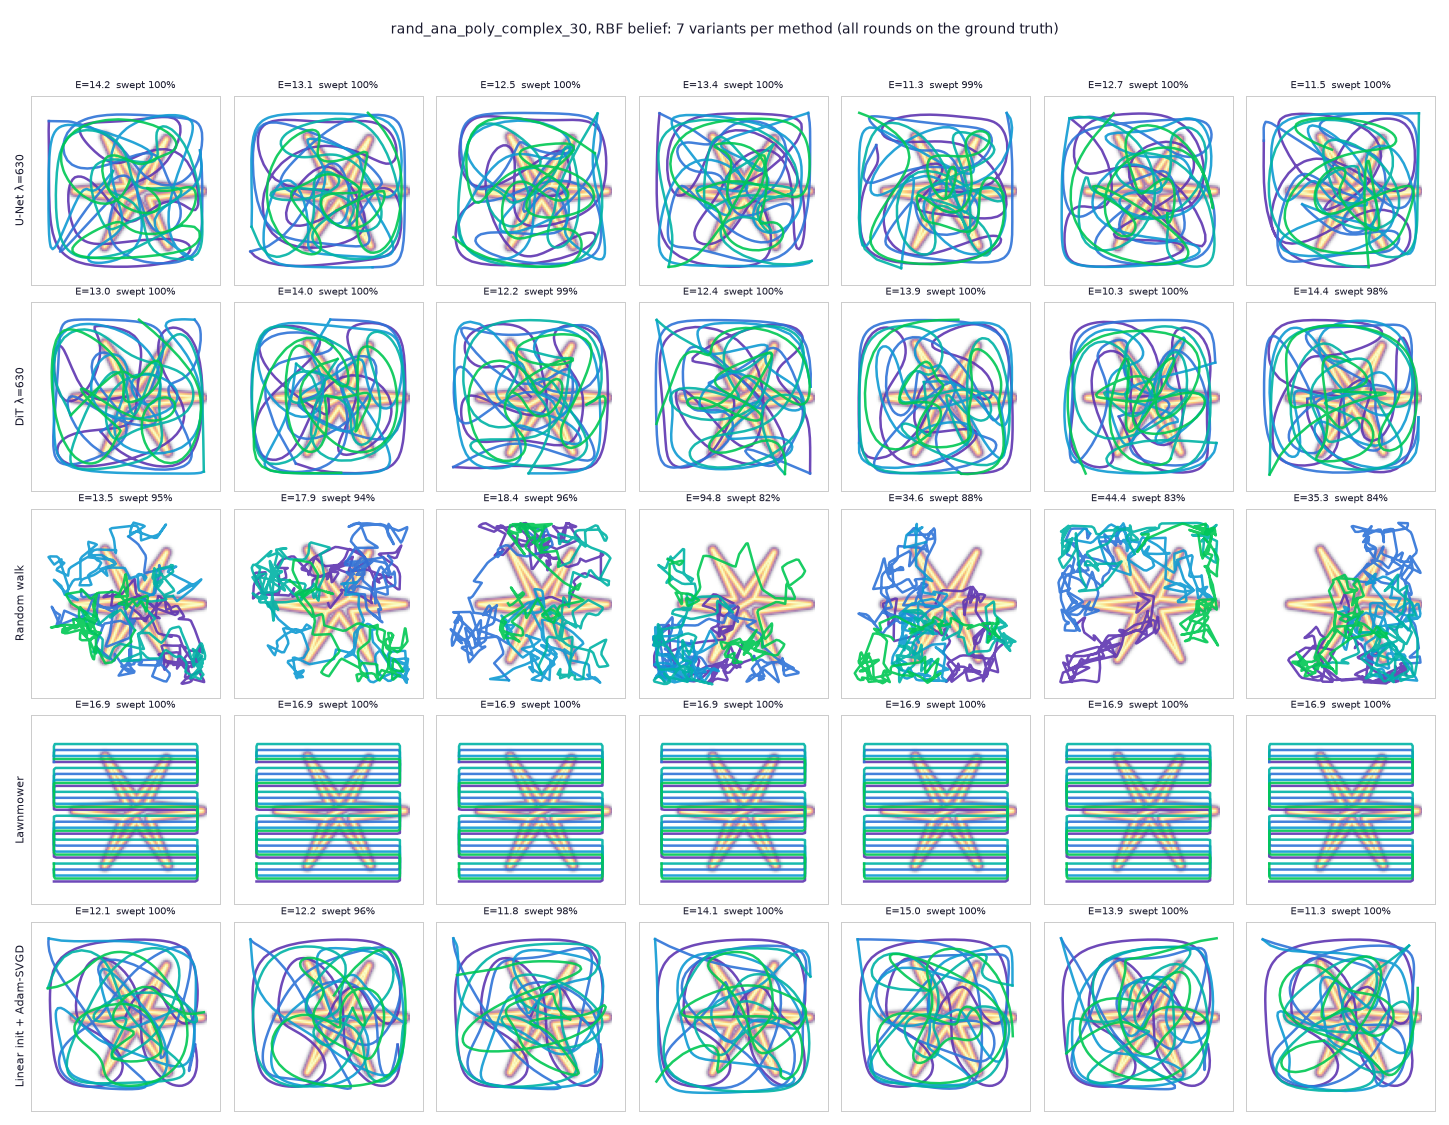 rand_ana_poly_complex_30, RBF belief: 7 variants per method (all rounds on the ground truth)
E=14.2 swept 100%
E=13.1 swept 100%
E=12.5 swept 100%
E=13.4 swept 100%
E=11.3 swept 99%
E=12.7 swept 100%
E=11.5 swept 100%
U-Net λ=630
E=13.0 swept 100%
E=14.0 swept 100%
E=12.2 swept 99%
E=12.4 swept 100%
E=13.9 swept 100%
E=10.3 swept 100%
E=14.4 swept 98%
DiT λ=630
E=13.5 swept 95%
E=17.9 swept 94%
E=18.4 swept 96%
E=94.8 swept 82%
E=34.6 swept 88%
E=44.4 swept 83%
E=35.3 swept 84%
Random walk
E=16.9 swept 100%
E=16.9 swept 100%
E=16.9 swept 100%
E=16.9 swept 100%
E=16.9 swept 100%
E=16.9 swept 100%
E=16.9 swept 100%
Lawnmower
E=12.1 swept 100%
E=12.2 swept 96%
E=11.8 swept 98%
E=14.1 swept 100%
E=15.0 swept 100%
E=13.9 swept 100%
E=11.3 swept 100%
Linear init + Adam-SVGD